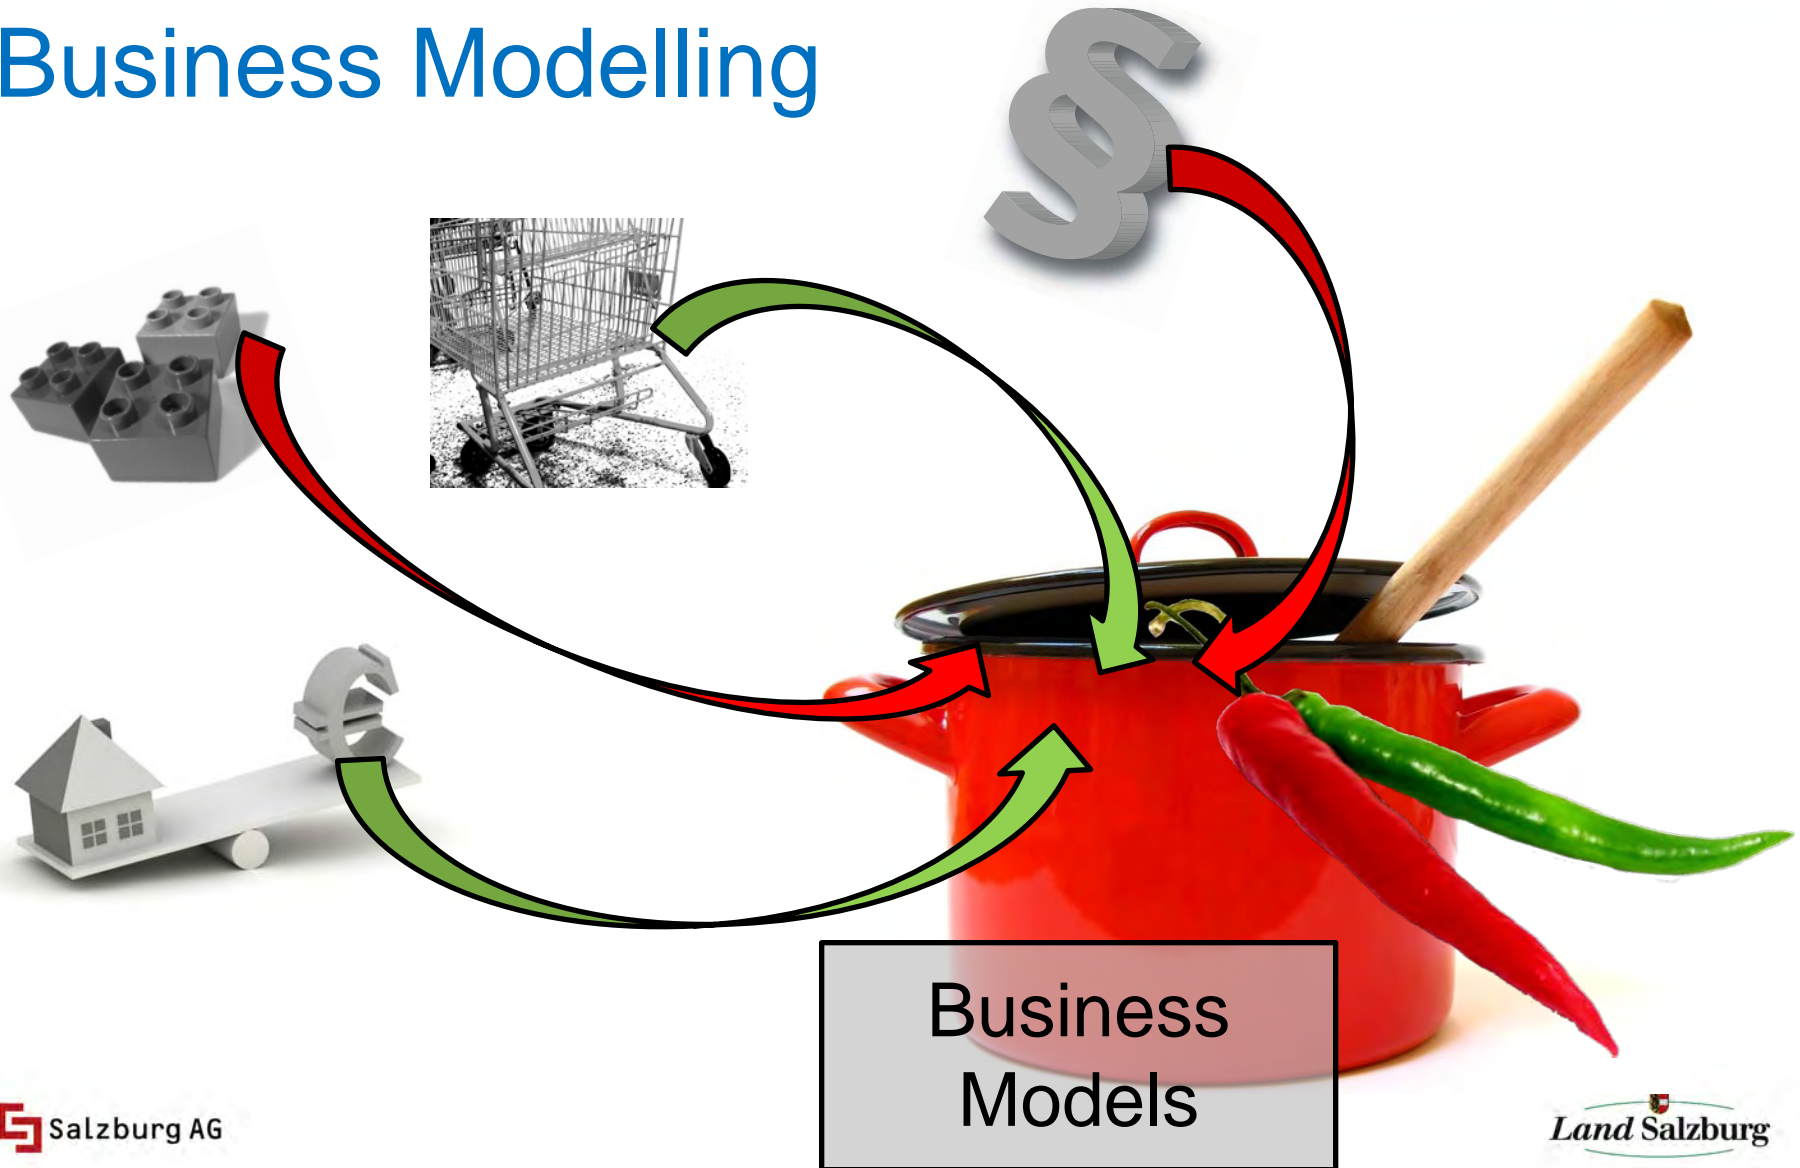 Business Modelling
§
€
Business
Models
Salzburg AG
Land Salzburg